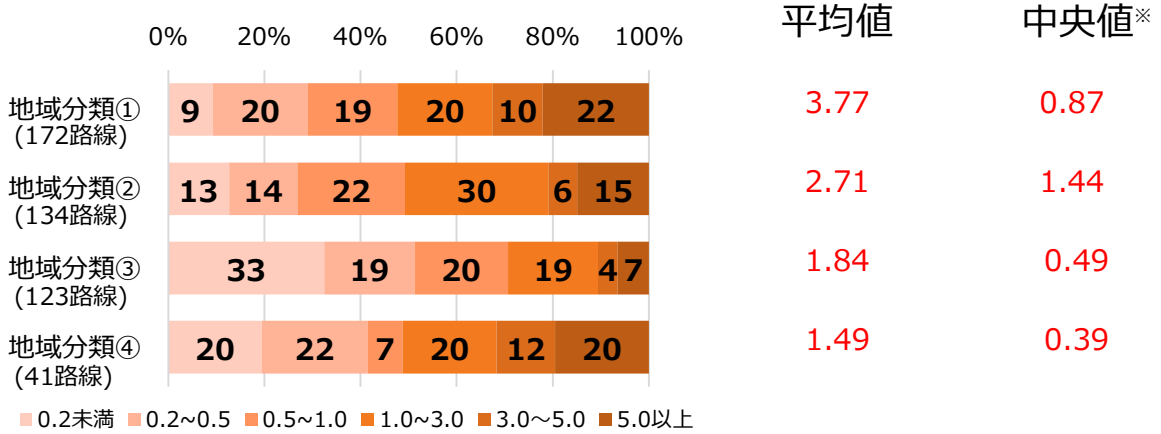 平均値 中央値※
0% 20% 40% 60% 80% 100%
地域分類① 9 20 19 20 10 22 3.77 0.87
(172路線)
地域分類② 13 14 22 30 6 15 2.71 1.44
(134路線)
地域分類③ 33 19 20 19 4 7 1.84 0.49
(123路線)
地域分類④ 20 22 7 20 12 20 1.49 0.39
(41路線)
0.2未満 0.2~0.5 0.5~1.0 1.0~3.0 3.0～5.0 5.0以上